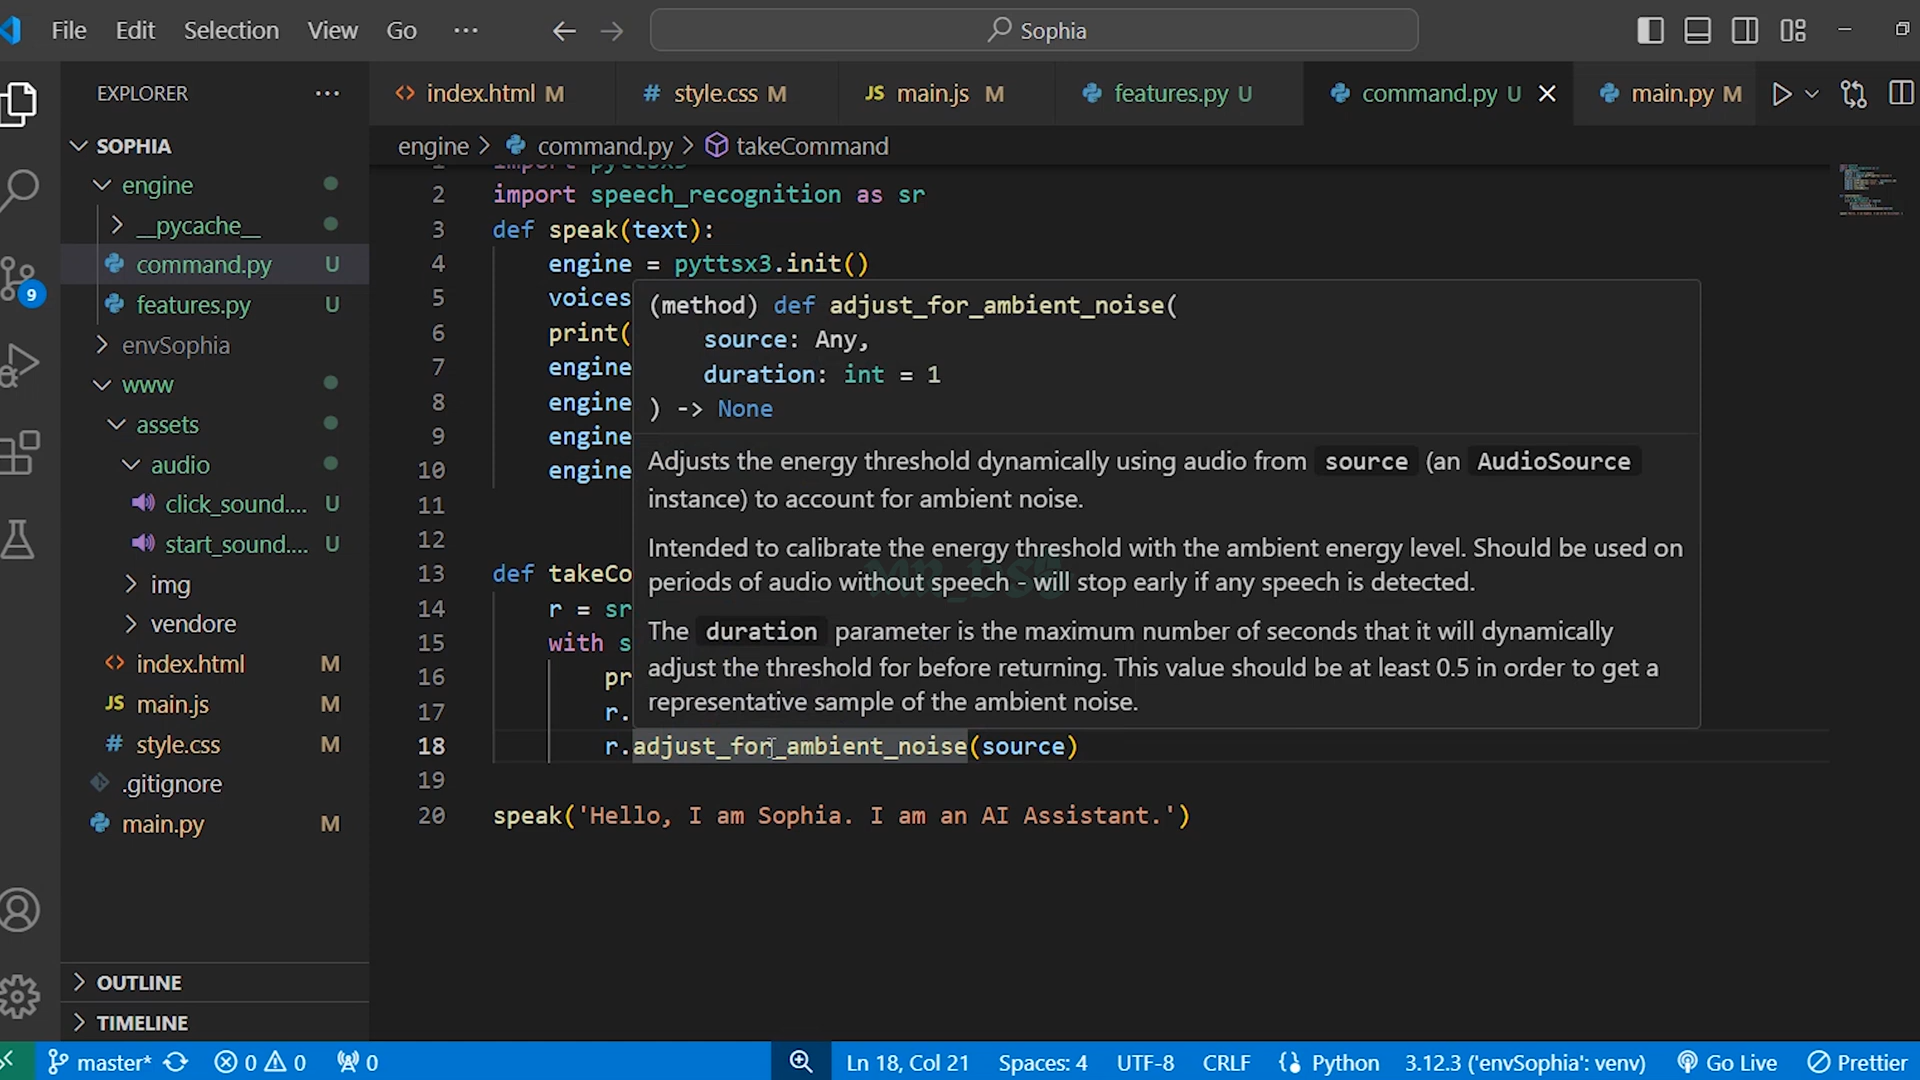 File Edit Selection View Go ··· Sophia
EXPLORER ···
SOPHIA
engine
__pycache__
command.py U
features.py U
envSophia
www
assets
audio
click_sound.... U
start_sound.... U
img
vendore
index.html M
main.js M
style.css M
.gitignore
main.py M
OUTLINE
TIMELINE
9
index.html M style.css M main.js M features.py U command.py U main.py M
engine > command.py > takeCommand
2 import speech_recognition as sr
3 def speak(text):
4 engine = pyttsx3.init()
5 voices
6 print(
7 engine
8 engine
9 engine
10 engine
11
12
13 def takeCo
14 r = sr
15 with s
16 pr
17 r.
18 r.adjust_for_ambient_noise(source)
19
20 speak('Hello, I am Sophia. I am an AI Assistant.')
(method) def adjust_for_ambient_noise(
source: Any,
duration: int = 1
) -> None
Adjusts the energy threshold dynamically using audio from source (an AudioSource
instance) to account for ambient noise.
Intended to calibrate the energy threshold with the ambient energy level. Should be used on
periods of audio without speech - will stop early if any speech is detected.
The duration parameter is the maximum number of seconds that it will dynamically
adjust the threshold for before returning. This value should be at least 0.5 in order to get a
representative sample of the ambient noise.
master* 0 0 0 Ln 18, Col 21 Spaces: 4 UTF-8 CRLF Python 3.12.3 ('envSophia': venv) Go Live Prettier